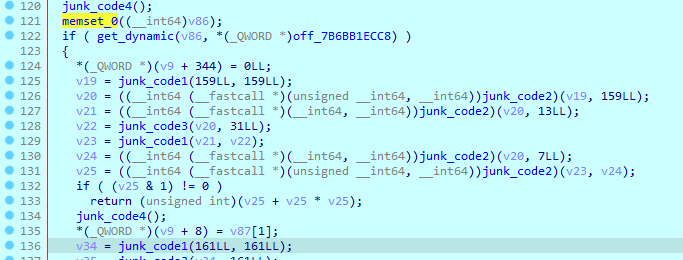 120 junk_code4();
121 memset_0((__int64)v86);
122 if ( get_dynamic(v86, *(_QWORD *)off_7B6BB1ECC8) )
123 {
124 *(_QWORD *)(v9 + 344) = 0LL;
125 v19 = junk_code1(159LL, 159LL);
126 v20 = ((__int64 (__fastcall *)(unsigned __int64, __int64))junk_code2)(v19, 159LL);
127 v21 = ((__int64 (__fastcall *)(__int64, __int64))junk_code2)(v20, 13LL);
128 v22 = junk_code3(v20, 31LL);
129 v23 = junk_code1(v21, v22);
130 v24 = ((__int64 (__fastcall *)(__int64, __int64))junk_code2)(v20, 7LL);
131 v25 = ((__int64 (__fastcall *)(unsigned __int64, __int64))junk_code2)(v23, v24);
132 if ( (v25 & 1) != 0 )
133 return (unsigned int)(v25 + v25 * v25);
134 junk_code4();
135 *(_QWORD *)(v9 + 8) = v87[1];
136 v34 = junk_code1(161LL, 161LL);